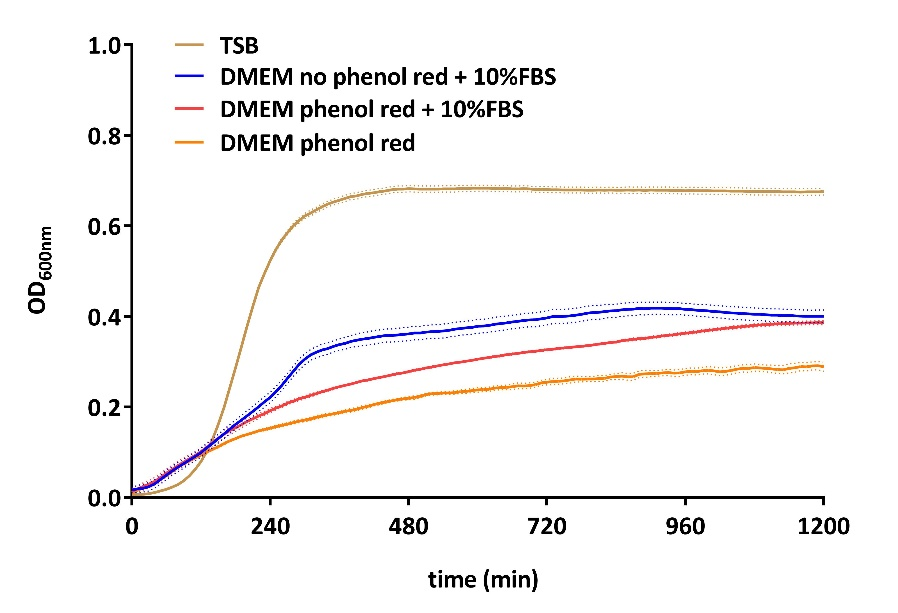 1.0
TSB
DMEM no phenol red + 10%FBS
DMEM phenol red + 10%FBS
DMEM phenol red
0.8
0.6
0.4
0.2
0.0
OD600nm
0 240 480 720 960 1200
time (min)